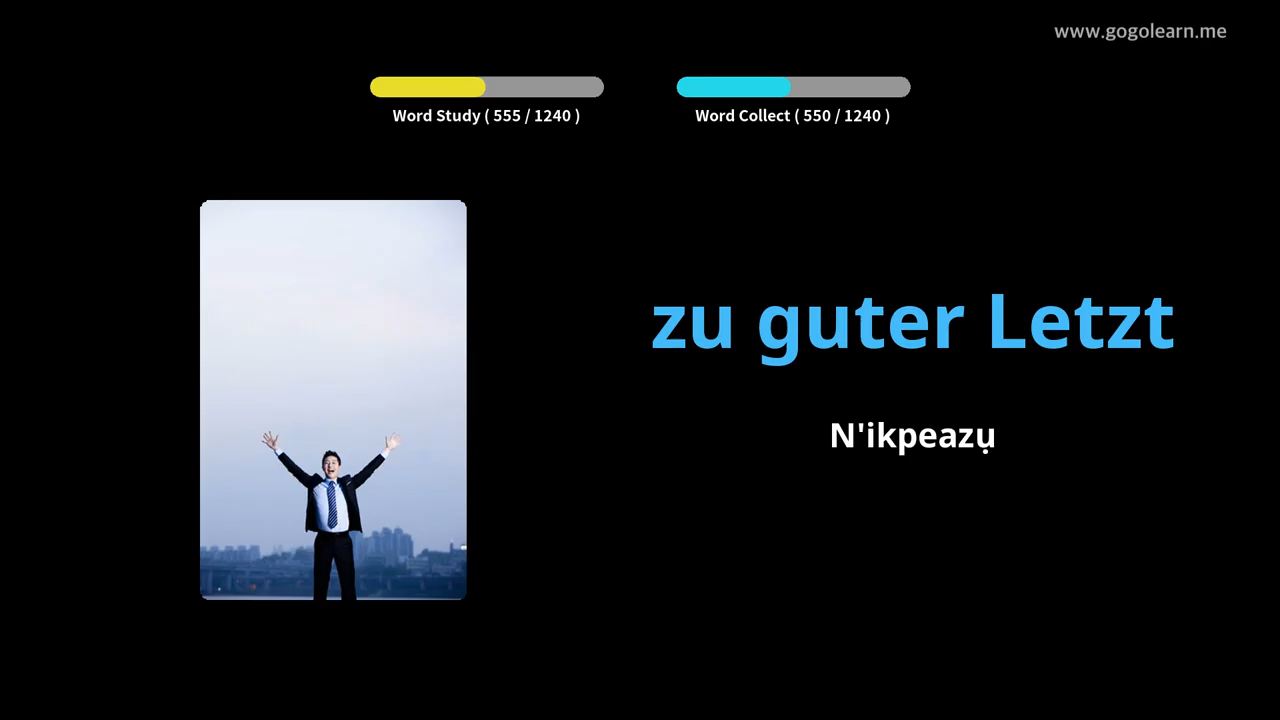 www.gogolearn.me
Word Study ( 555 / 1240 )
Word Collect ( 550 / 1240 )
zu guter Letzt
N'ikpeazụ